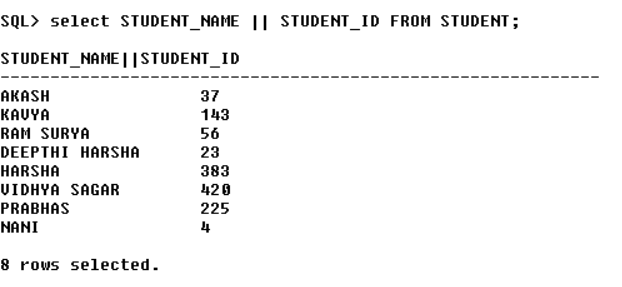 SQL> select STUDENT_NAME || STUDENT_ID FROM STUDENT;
STUDENT_NAME||STUDENT_ID
------------------------------------------------------------
AKASH               37
KAVYA               143
RAM SURYA           56
DEEPTHI HARSHA      23
HARSHA              383
VIDHYA SAGAR        420
PRABHAS             225
NANI                4
8 rows selected.